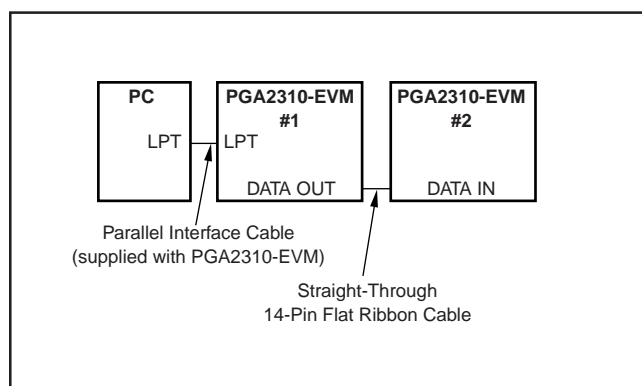 PC
LPT
PGA2310-EVM
#1
LPT
DATA OUT
PGA2310-EVM
#2
DATA IN
Parallel Interface Cable
(supplied with PGA2310-EVM)
Straight-Through
14-Pin Flat Ribbon Cable